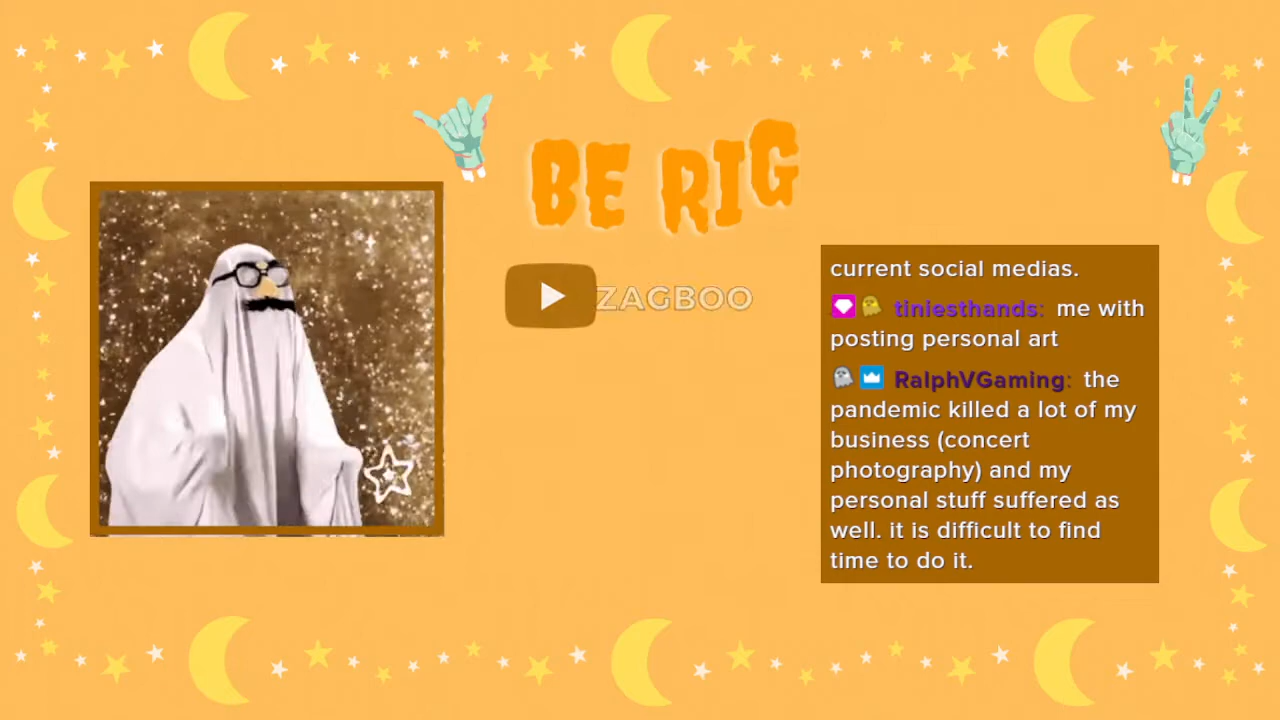 BE RIG
ZAGBOO
current social medias.
tiniesthands: me with
posting personal art
RalphVGaming: the
pandemic killed a lot of my
business (concert
photography) and my
personal stuff suffered as
well. it is difficult to find
time to do it.